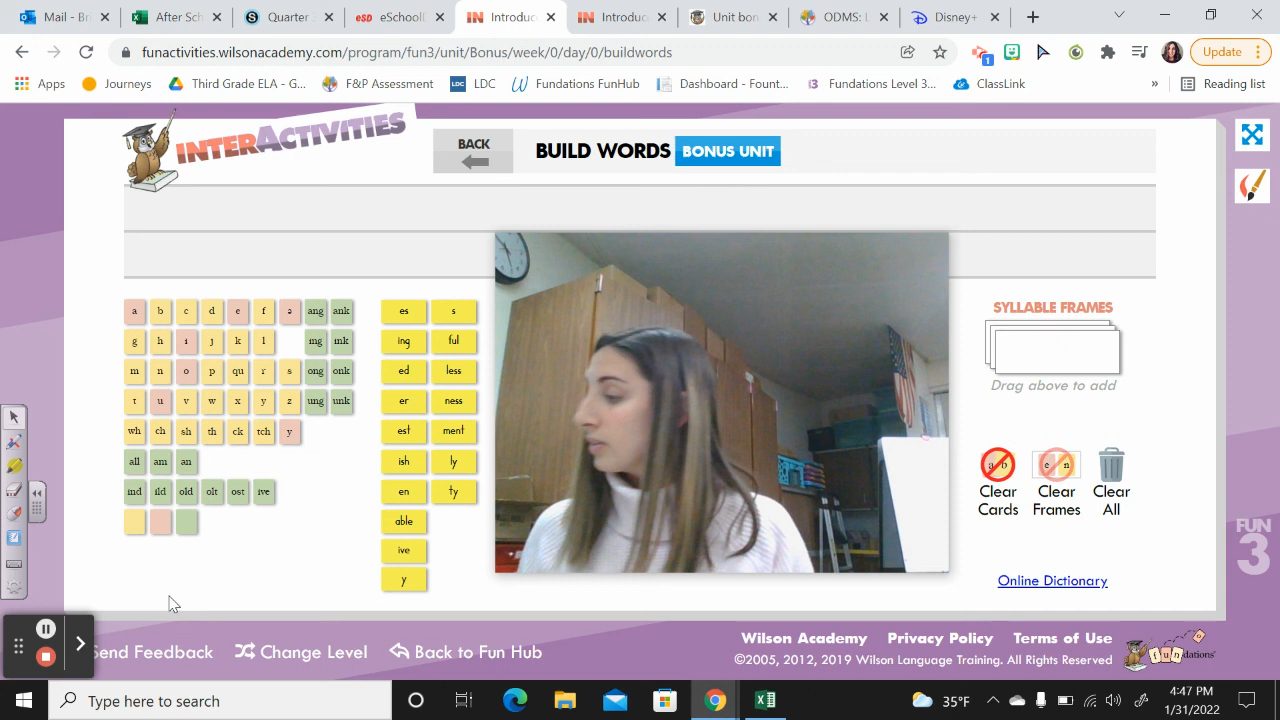 Mail - Br
After Sch
Quarter
eSchoolD
Introduc
Introduc
Unit bon
ODMS: L
Disney+
funactivities.wilsonacademy.com/program/fun3/unit/Bonus/week/0/day/0/buildwords
1
Update
Apps
Journeys
Third Grade ELA - G...
F&P Assessment
LDC
LDC
Fundations FunHub
Dashboard - Fount...
Fundations Level 3...
ClassLink
»
Reading list
INTERACTIVITIES
BACK
BUILD WORDS
BONUS UNIT
a b c d e f ə ang ank
g h i j k l ing ink
m n o p qu r s ong onk
t u v w x y z ung unk
wh ch sh th ck tch y
all am an
ind ild old olt ost ive
es s
ing ful
ed less
er ness
est ment
ish ly
en ty
able
ive
y
SYLLABLE FRAMES
Drag above to add
a b
e n
Clear Cards
Clear Frames
Clear All
Online Dictionary
FUN
3
Send Feedback
Change Level
Back to Fun Hub
Wilson Academy
Privacy Policy
Terms of Use
©2005, 2012, 2019 Wilson Language Training. All Rights Reserved
fundations
Type here to search
35°F
4:47 PM
1/31/2022